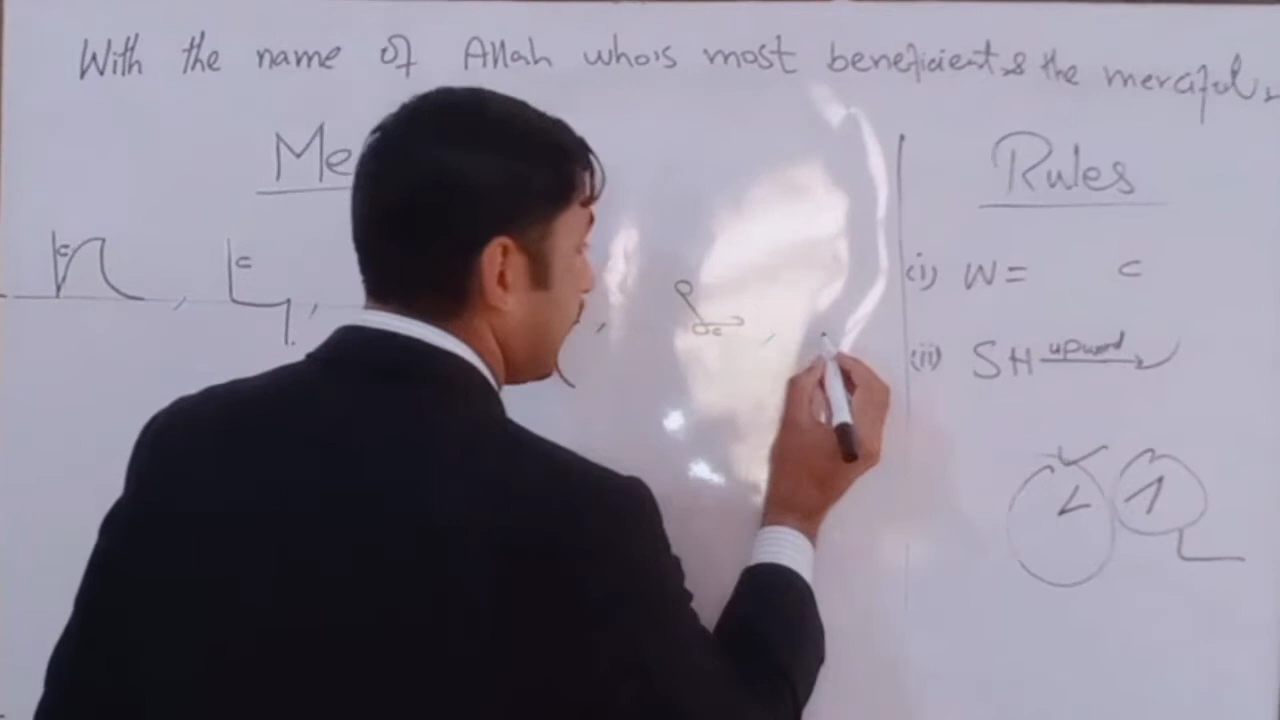 With the name of Allah who's most beneficient & the merciful.
Me
Rules
(i) W = c
(ii) SH upward